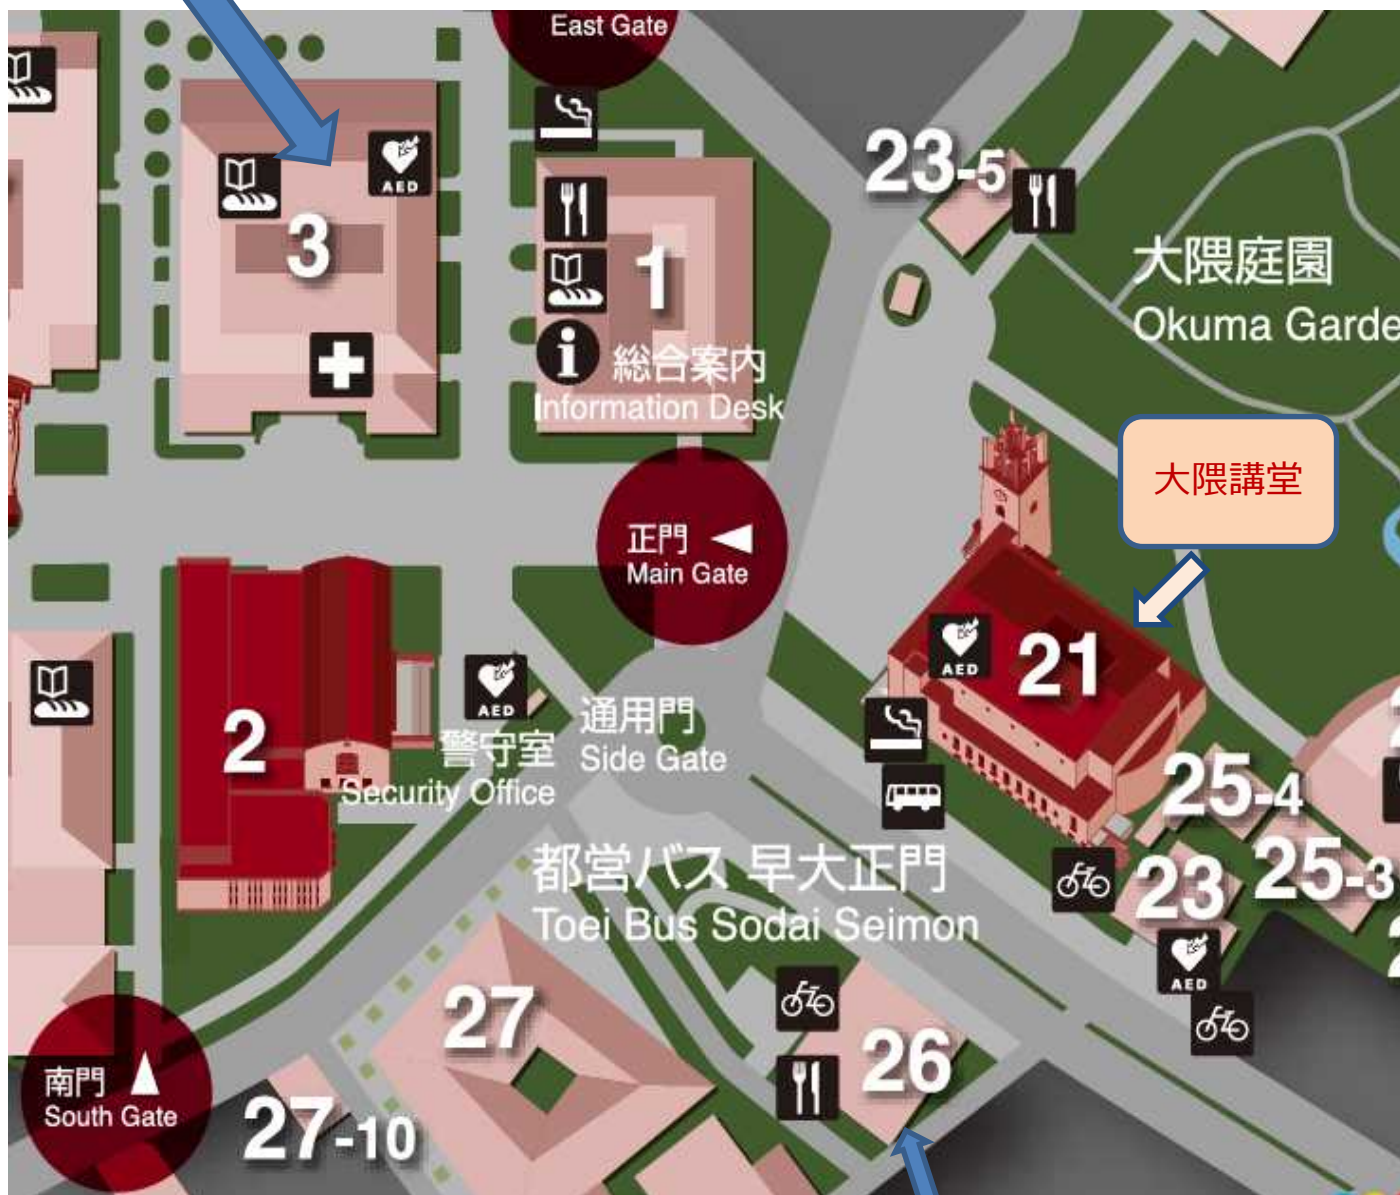 East Gate
AED
3
1
23-5
大隈庭園
Okuma Garde
総合案内
Information Desk
大隈講堂
正門
Main Gate
AED
21
AED
2
警守室
Security Office
通用門
Side Gate
25-4
25-3
23
AED
都営バス 早大正門
Toei Bus Sodai Seimon
27
26
南門
South Gate
27-10